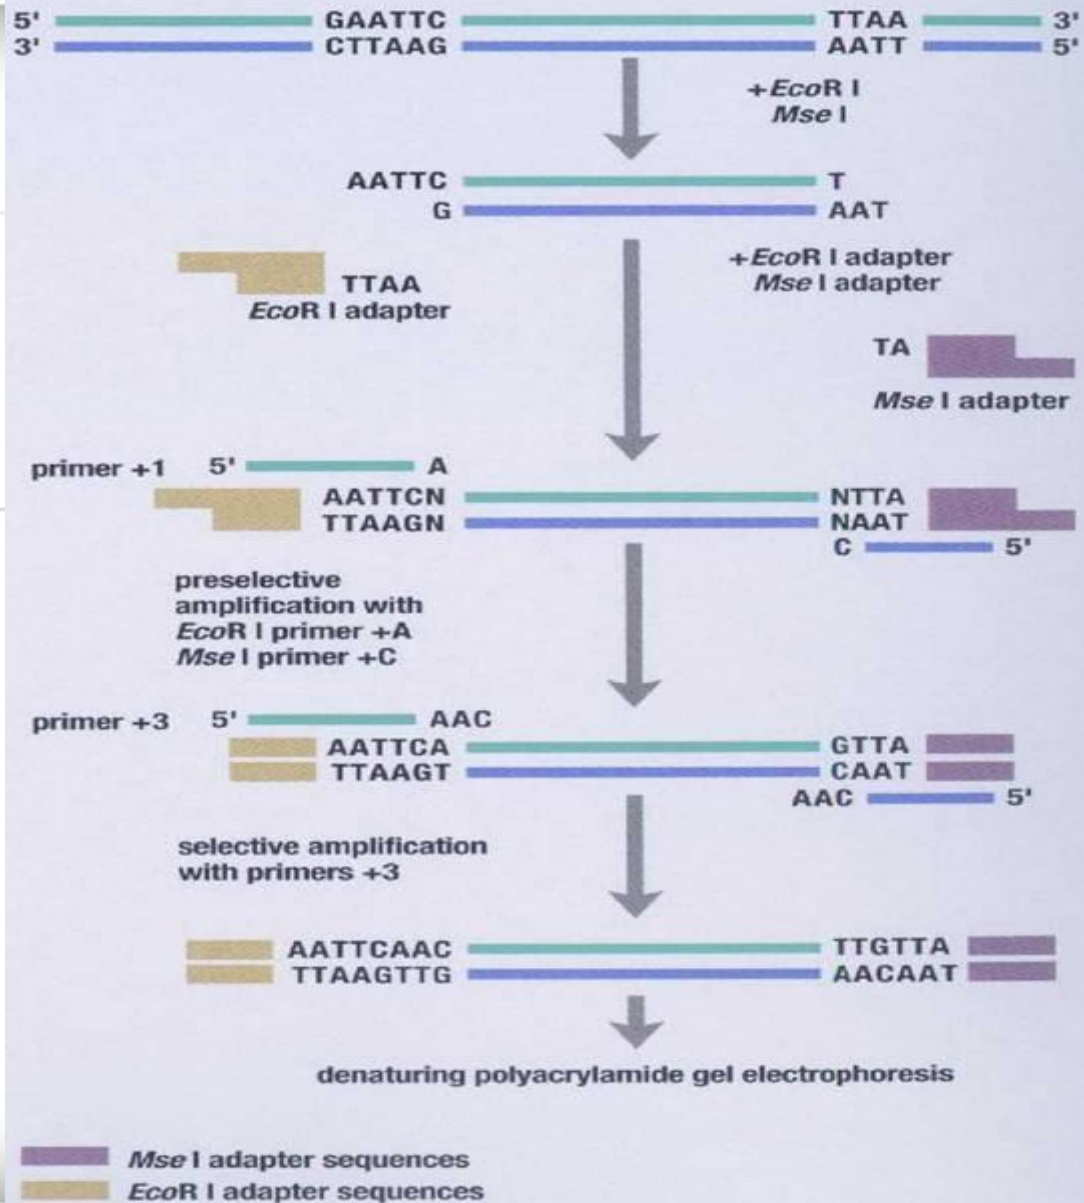 5' GAATTC TTAA 3'
3' CTTAAG AATT 5'
+EcoR I
Mse I
AATTC T
G AAT
+EcoR I adapter
Mse I adapter
TTAA
EcoR I adapter
TA
Mse I adapter
primer +1 5' A
AATTCN NTTA
TTAAGN NAAT
C 5'
preselective
amplification with
EcoR I primer +A
Mse I primer +C
primer +3 5' AAC
AATTCA GTTA
TTAAGT CAAT
AAC 5'
selective amplification
with primers +3
AATTCAAC TTGTTA
TTAAGTTG AACAAT
denaturing polyacrylamide gel electrophoresis
Mse I adapter sequences
EcoR I adapter sequences